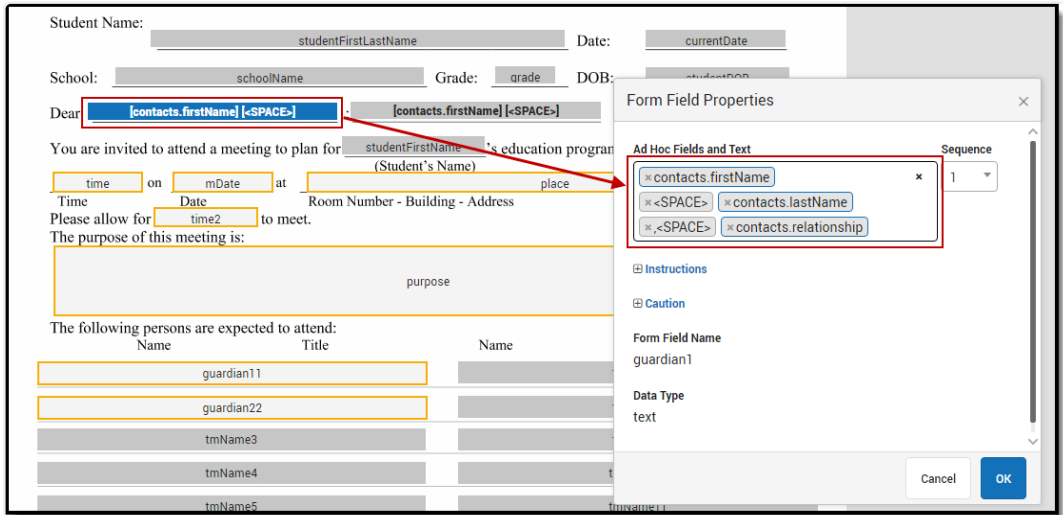 Student Name:
studentFirstLastName
Date:
currentDate
School:
schoolName
Grade:
grade
DOB:
Dear
[contacts.firstName] [<SPACE>]
[contacts.firstName] [<SPACE>]
You are invited to attend a meeting to plan for
studentFirstName
's education program
(Student's Name)
time
on
mDate
at
place
Time
Date
Room Number - Building - Address
Please allow for
time2
to meet.
The purpose of this meeting is:
purpose
The following persons are expected to attend:
Name
Title
Name
guardian11
guardian22
tmName3
tmName4
tmName5
tmName11
Form Field Properties
×
Ad Hoc Fields and Text
Sequence
× contacts.firstName
×
1
× <SPACE>
× contacts.lastName
× ,<SPACE>
× contacts.relationship
Instructions
Caution
Form Field Name
guardian1
Data Type
text
Cancel
OK